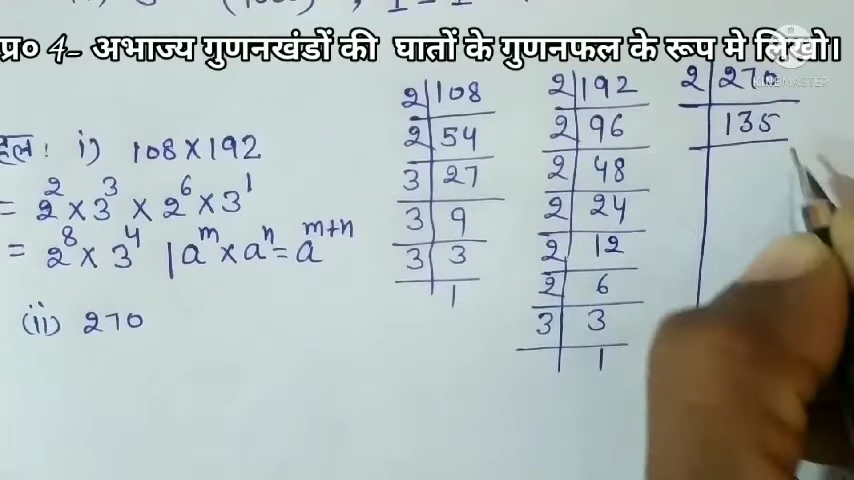 प्र० 4- अभाज्य गुणनखंडों की घातों के गुणनफल के रूप मे लिखो।
KINEMASTER
हल: i) 108×192
= 2² × 3³ × 2⁶ × 3¹
= 2⁸ × 3⁴ | aᵐ × aⁿ = aᵐ⁺ⁿ
(ii) 270
2 | 108
2 | 54
3 | 27
3 | 9
3 | 3
1
2 | 192
2 | 96
2 | 48
2 | 24
2 | 12
2 | 6
3 | 3
1
2 | 270
135